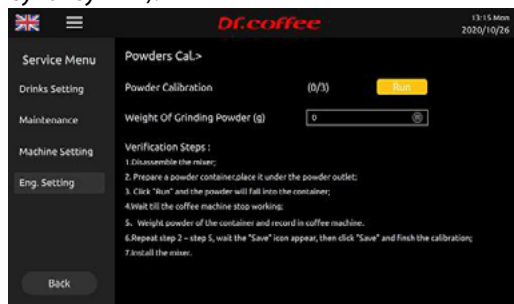 Dr.coffee
13:15 Mon
2020/10/26
Service Menu
Drinks Setting
Maintenance
Machine Setting
Eng. Setting
Back
Powders Cal.>
Powder Calibration (0/3) Run
Weight Of Grinding Powder (g) 0
Verification Steps :
1.Disassemble the mixer;
2. Prepare a powder container,place it under the powder outlet;
3. Click "Run" and the powder will fall into the container;
4.Wait till the coffee machine stop working;
5. Weight powder of the container and record in coffee machine.
6.Repeat step 2 – step 5, wait the "Save" icon appear, then click "Save" and finsh the calibration;
7.Install the mixer.